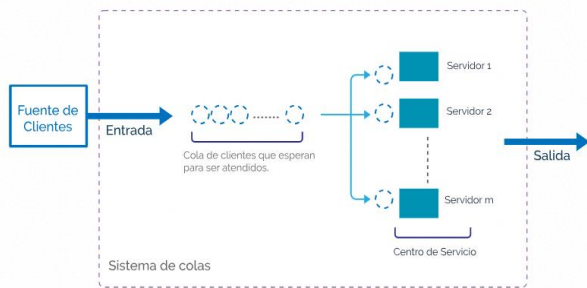 Fuente de
Clientes
Entrada
Cola de clientes que esperan
para ser atendidos.
Servidor 1
Servidor 2
Servidor m
Centro de Servicio
Salida
Sistema de colas